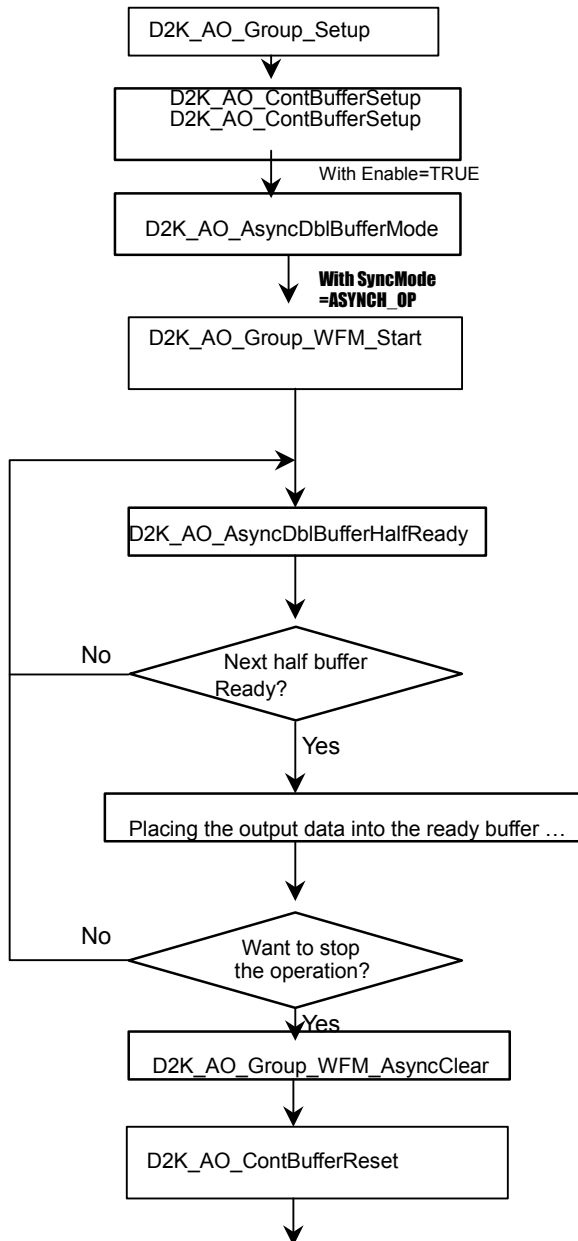 D2K_AO_Group_Setup
D2K_AO_ContBufferSetup
D2K_AO_ContBufferSetup
With Enable=TRUE
D2K_AO_AsyncDblBufferMode
With SyncMode
=ASYNCH_OP
D2K_AO_Group_WFM_Start
D2K_AO_AsyncDblBufferHalfReady
No
Next half buffer
Ready?
Yes
Placing the output data into the ready buffer …
No
Want to stop
the operation?
Yes
D2K_AO_Group_WFM_AsyncClear
D2K_AO_ContBufferReset